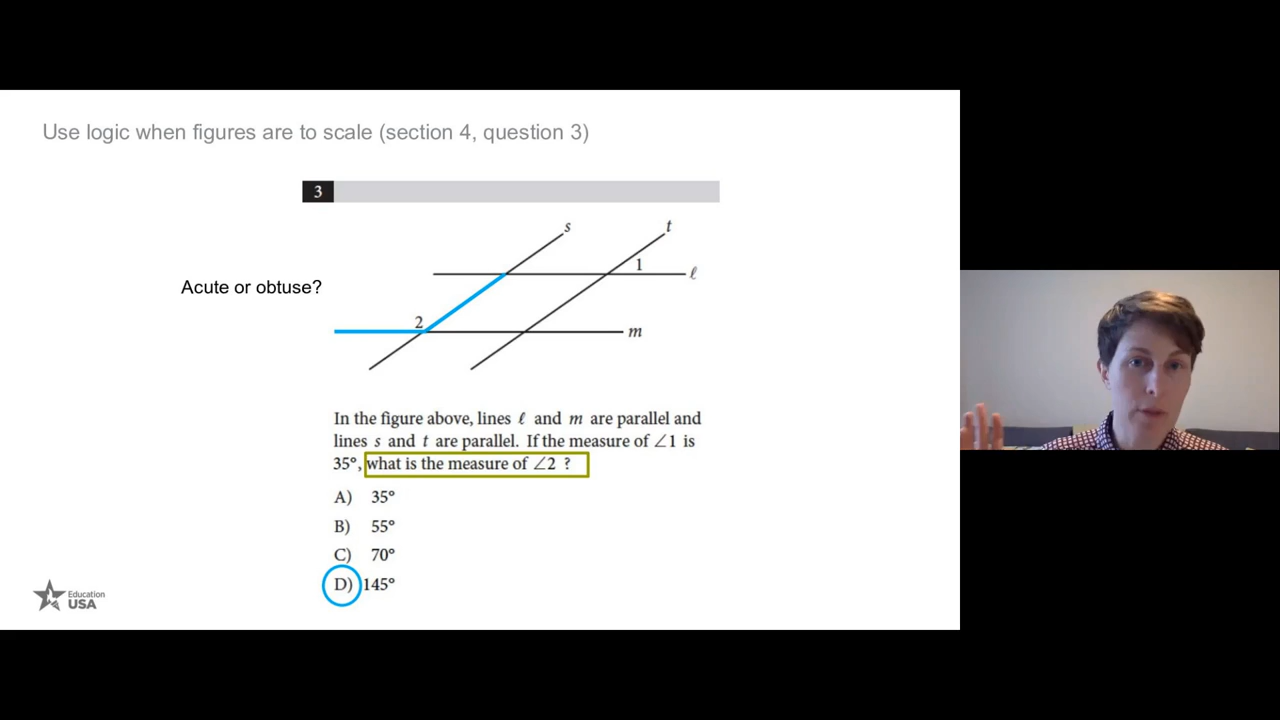 Use logic when figures are to scale (section 4, question 3)
3
s
t
1
ℓ
Acute or obtuse?
2
m
In the figure above, lines ℓ and m are parallel and
lines s and t are parallel. If the measure of ∠1 is
35°, what is the measure of ∠2 ?
A) 35°
B) 55°
C) 70°
D) 145°
Education
USA